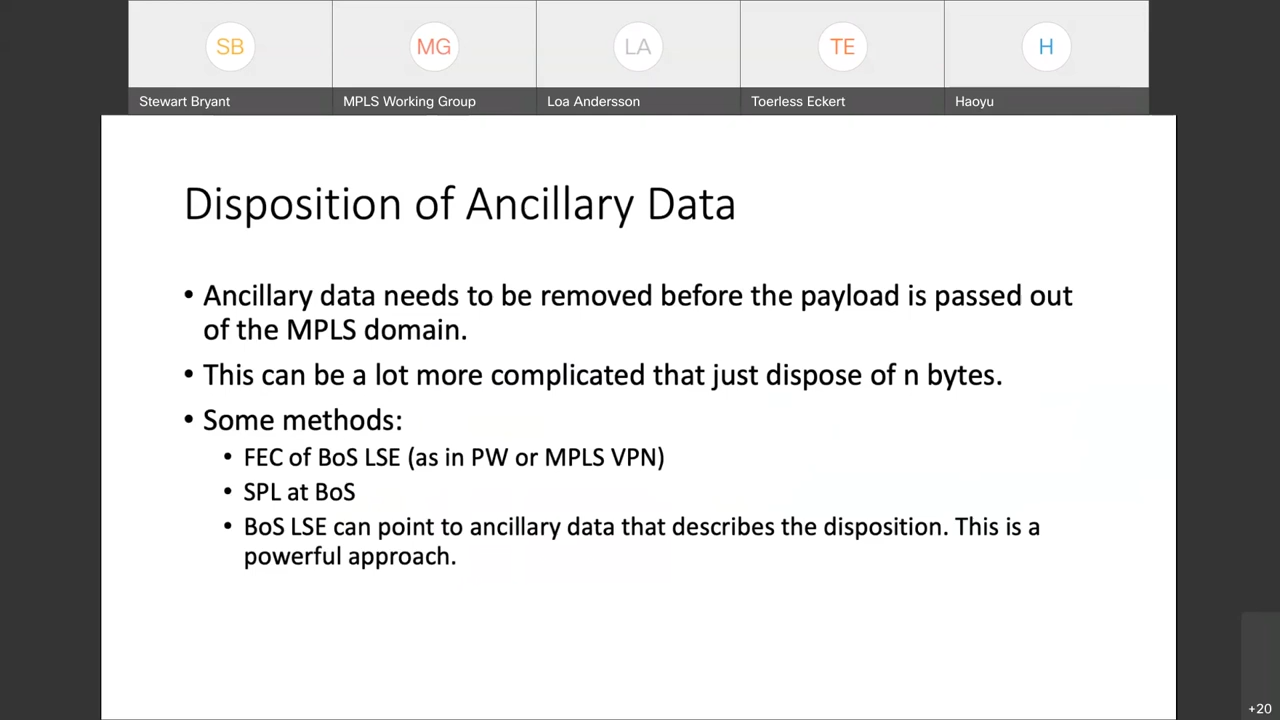 SB
MG
LA
TE
H
Stewart Bryant
MPLS Working Group
Loa Andersson
Toerless Eckert
Haoyu
Disposition of Ancillary Data
• Ancillary data needs to be removed before the payload is passed out
of the MPLS domain.
• This can be a lot more complicated that just dispose of n bytes.
• Some methods:
• FEC of BoS LSE (as in PW or MPLS VPN)
• SPL at BoS
• BoS LSE can point to ancillary data that describes the disposition. This is a
powerful approach.
+20